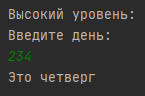 Высокий уровень:
Введите день:
234
Это четверг